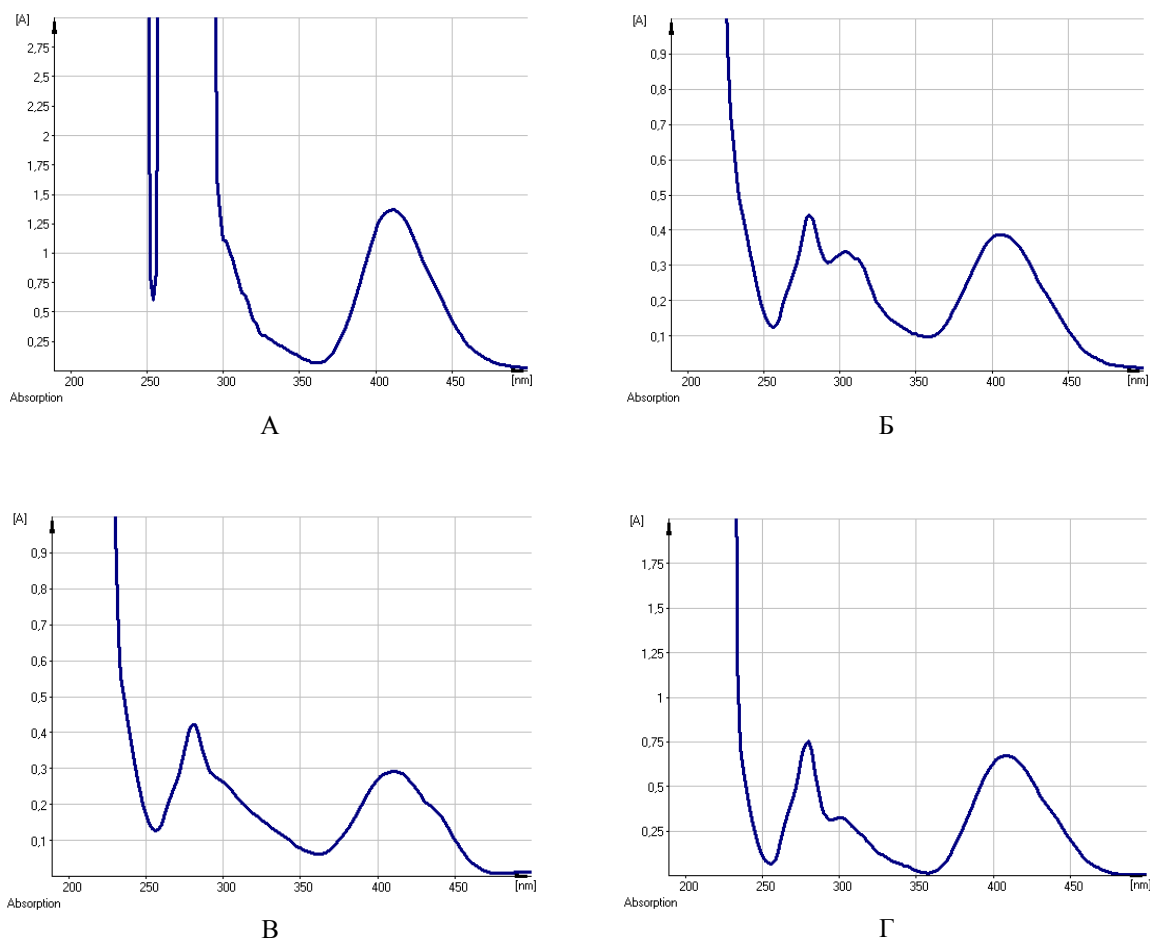 [A]
2,75
2,5
2,25
2
1,75
1,5
1,25
1
0,75
0,5
0,25
200 250 300 350 400 450 [nm]
Absorption
А
[A]
0,9
0,8
0,7
0,6
0,5
0,4
0,3
0,2
0,1
200 250 300 350 400 450 [nm]
Absorption
Б
[A]
0,9
0,8
0,7
0,6
0,5
0,4
0,3
0,2
0,1
200 250 300 350 400 450 [nm]
Absorption
В
[A]
1,75
1,5
1,25
1
0,75
0,5
0,25
200 250 300 350 400 450 [nm]
Absorption
Г